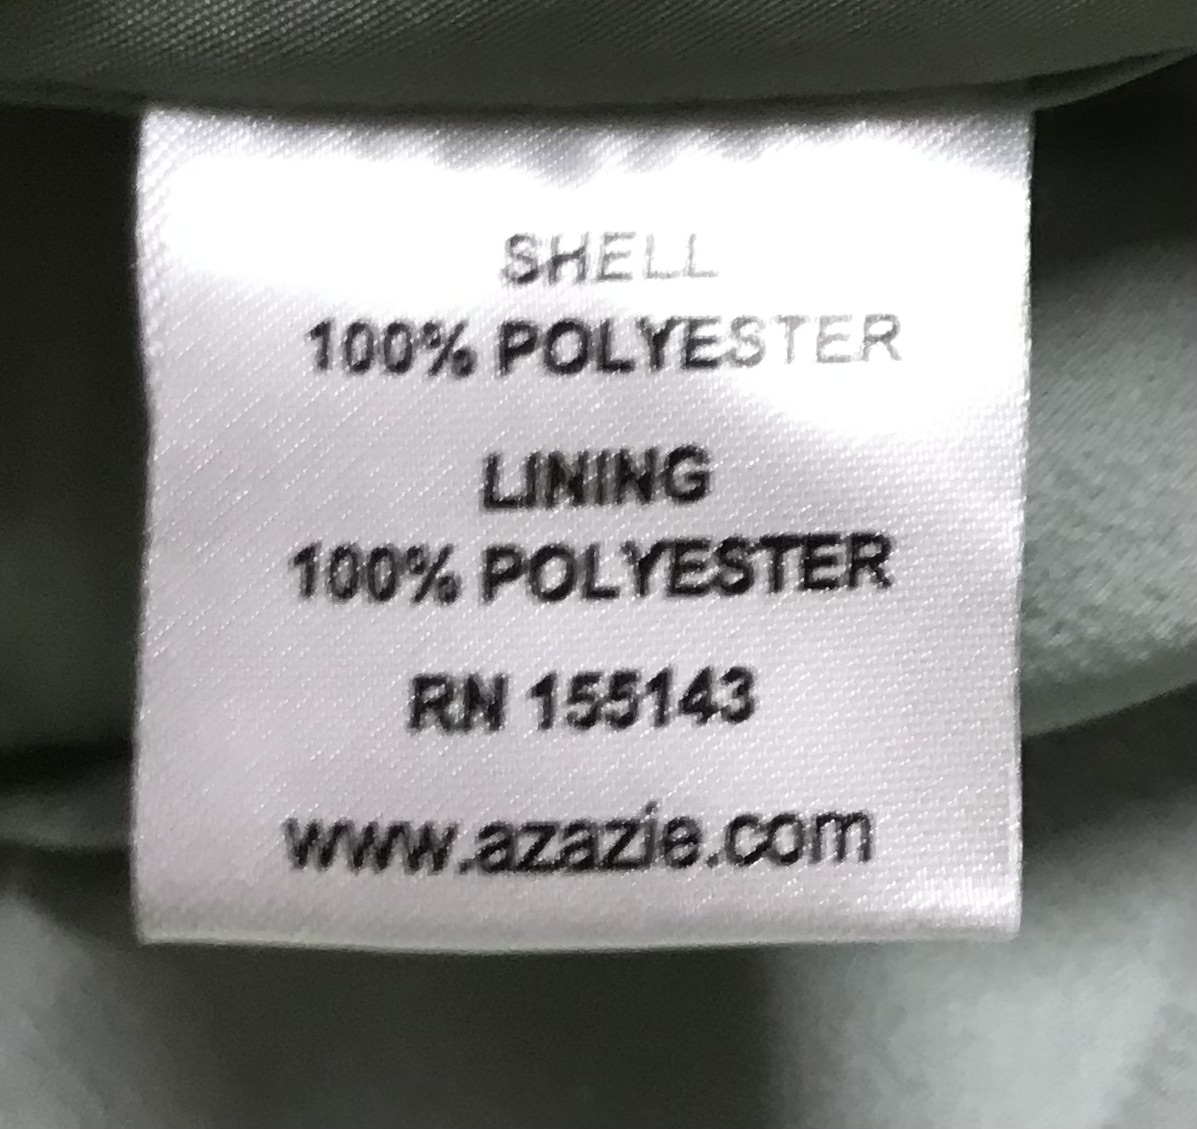 SHELL
100% POLYESTER
LINING
100% POLYESTER
RN 155143
www.azazie.com